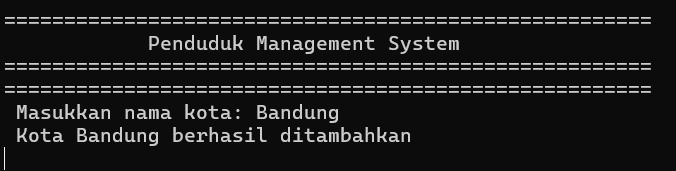 ======================================================
Penduduk Management System
======================================================
======================================================
Masukkan nama kota: Bandung
Kota Bandung berhasil ditambahkan